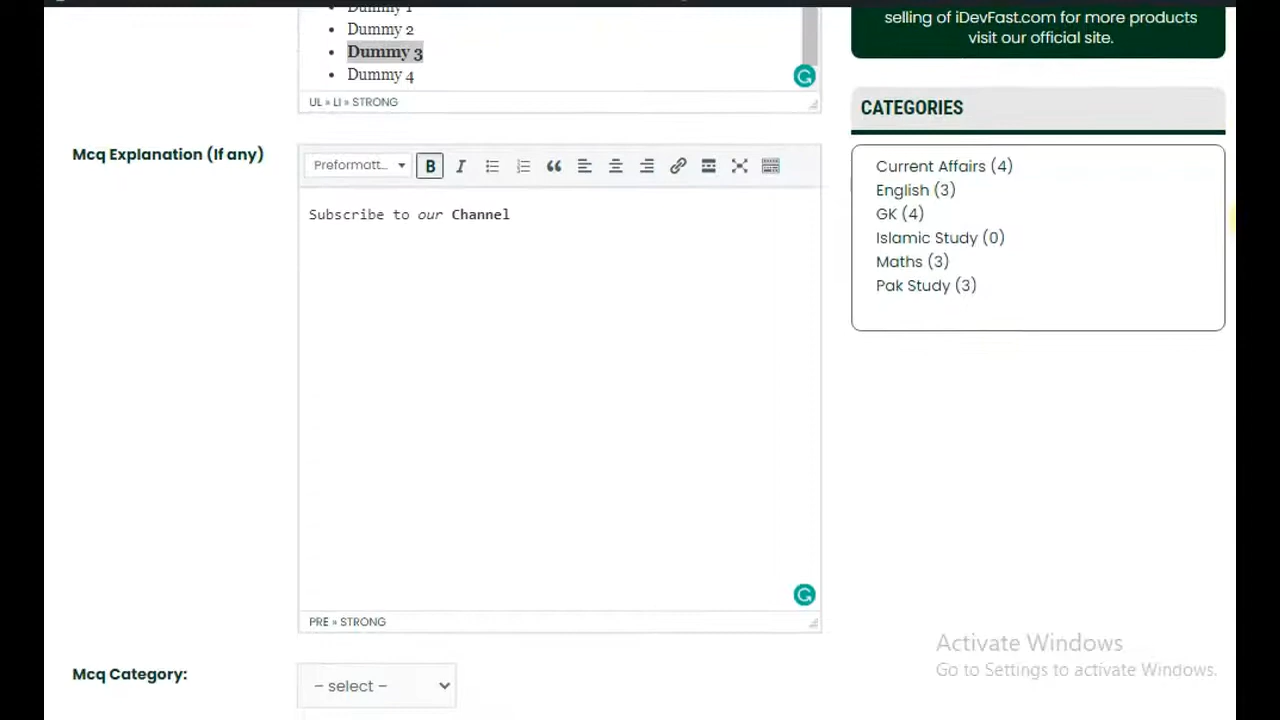 Dummy 1
Dummy 2
Dummy 3
Dummy 4
UL » LI » STRONG
Mcq Explanation (If any)
Preformatt...
B I
Subscribe to our Channel
PRE » STRONG
Mcq Category:
– select –
selling of iDevFast.com for more products
visit our official site.
CATEGORIES
Current Affairs (4)
English (3)
GK (4)
Islamic Study (0)
Maths (3)
Pak Study (3)
Activate Windows
Go to Settings to activate Windows.